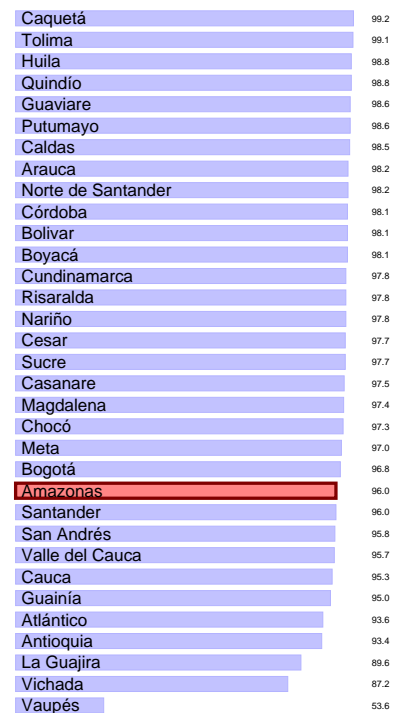 Caquetá 99.2
Tolima 99.1
Huila 98.8
Quindío 98.8
Guaviare 98.6
Putumayo 98.6
Caldas 98.5
Arauca 98.2
Norte de Santander 98.2
Córdoba 98.1
Bolivar 98.1
Boyacá 98.1
Cundinamarca 97.8
Risaralda 97.8
Nariño 97.8
Cesar 97.7
Sucre 97.7
Casanare 97.5
Magdalena 97.4
Chocó 97.3
Meta 97.0
Bogotá 96.8
Amazonas 96.0
Santander 96.0
San Andrés 95.8
Valle del Cauca 95.7
Cauca 95.3
Guainía 95.0
Atlántico 93.6
Antioquia 93.4
La Guajira 89.6
Vichada 87.2
Vaupés 53.6